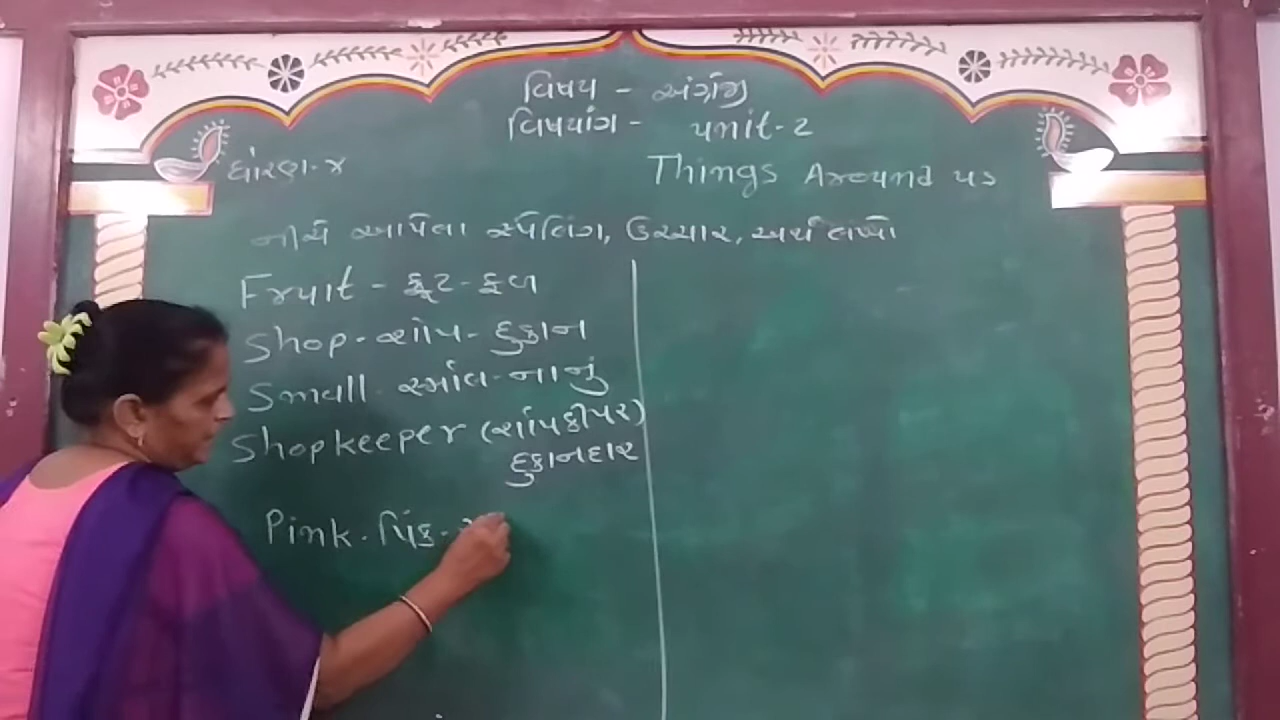 વિષય - અંગ્રેજી
વિષયાંગ - unit-2
ધોરણ-૪
Things Around us
નીચે આપેલા સ્પેલિંગ, ઉચ્ચાર, અર્થ લખો
Fruit - ફ્રૂટ - ફળ
Shop - શોપ - દુકાન
Small - સ્મોલ - નાનું
Shopkeeper (શોપકીપર)
દુકાનદાર
Pink - પિંક -